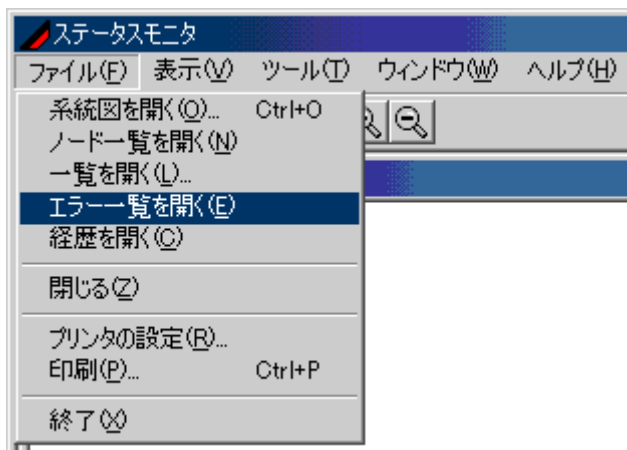 ステータスモニタ
ファイル(F) 表示(V) ツール(T) ウィンドウ(W) ヘルプ(H)
系統図を開く(O)... Ctrl+O
ノード一覧を開く(N)
一覧を開く(L)...
エラー一覧を開く(E)
経歴を開く(C)
閉じる(Z)
プリンタの設定(R)...
印刷(P)... Ctrl+P
終了(X)